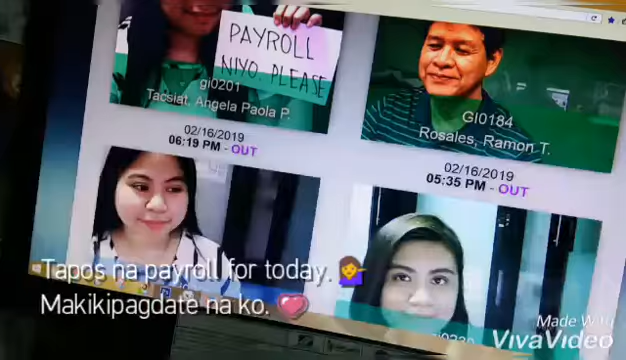 PAYROLL
NIYO. PLEASE
gi0201
Tacsiat, Angela Paola P.
GI0184
Rosales, Ramon T.
02/16/2019
06:19 PM - OUT
02/16/2019
05:35 PM - OUT
Tapos na payroll for today. 🤷‍♀️
Makikipagdate na ko. 💗
Made With
VivaVideo